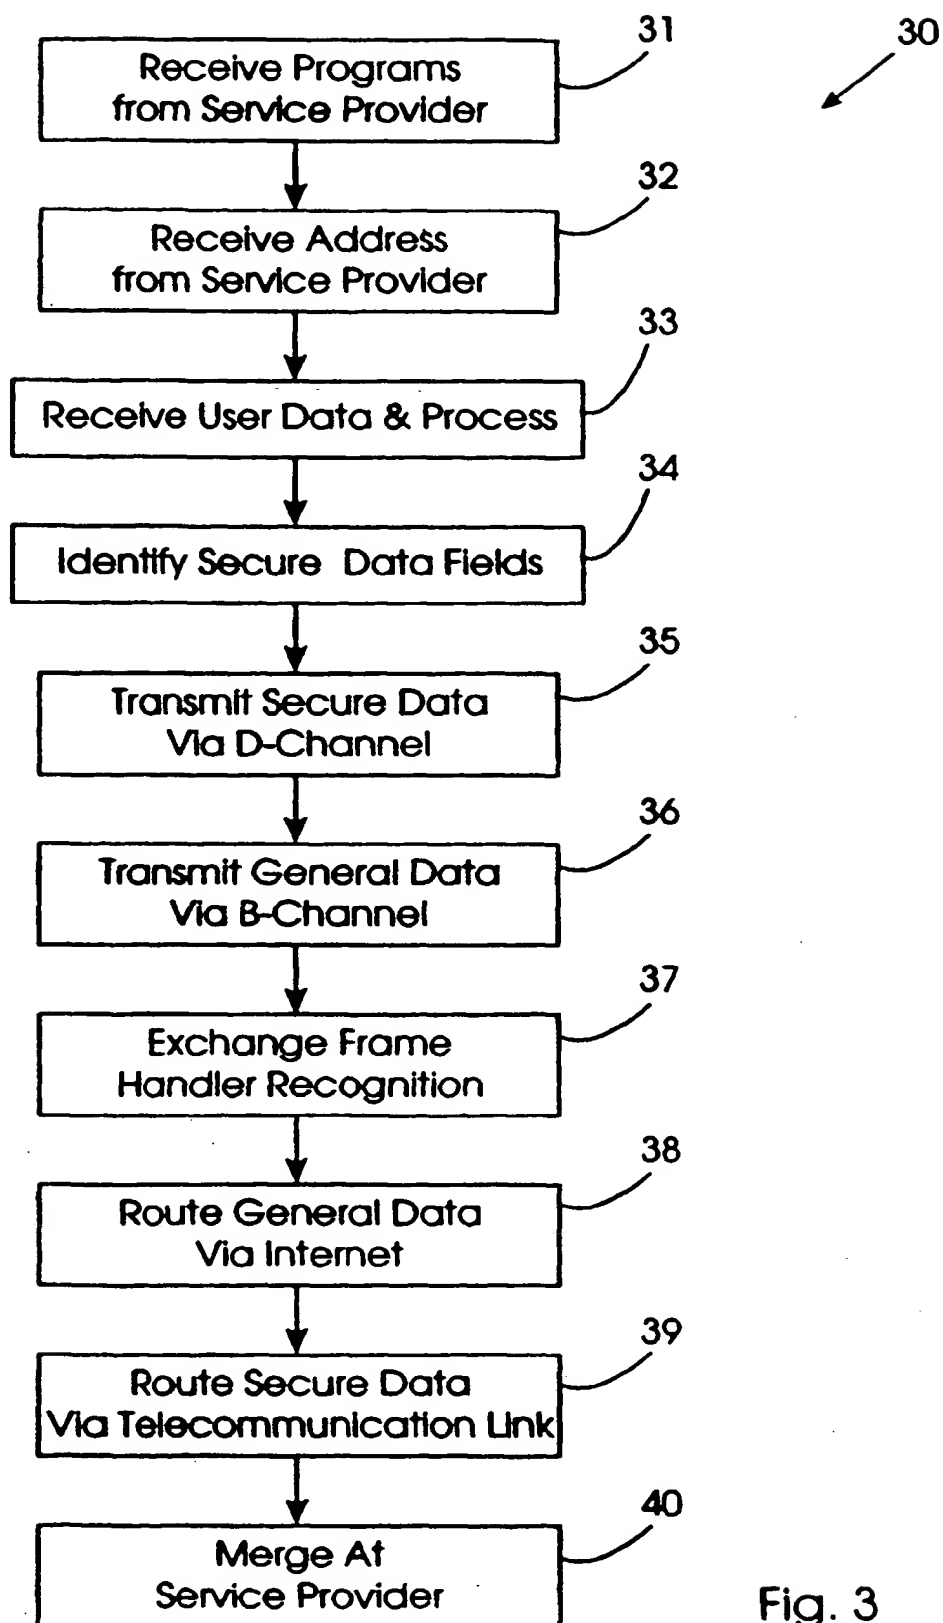 30
31
Receive Programs
from Service Provider
32
Receive Address
from Service Provider
33
Receive User Data & Process
34
Identify Secure Data Fields
35
Transmit Secure Data
Via D-Channel
36
Transmit General Data
Via B-Channel
37
Exchange Frame
Handler Recognition
38
Route General Data
Via Internet
39
Route Secure Data
Via Telecommunication Link
40
Merge At
Service Provider
Fig. 3